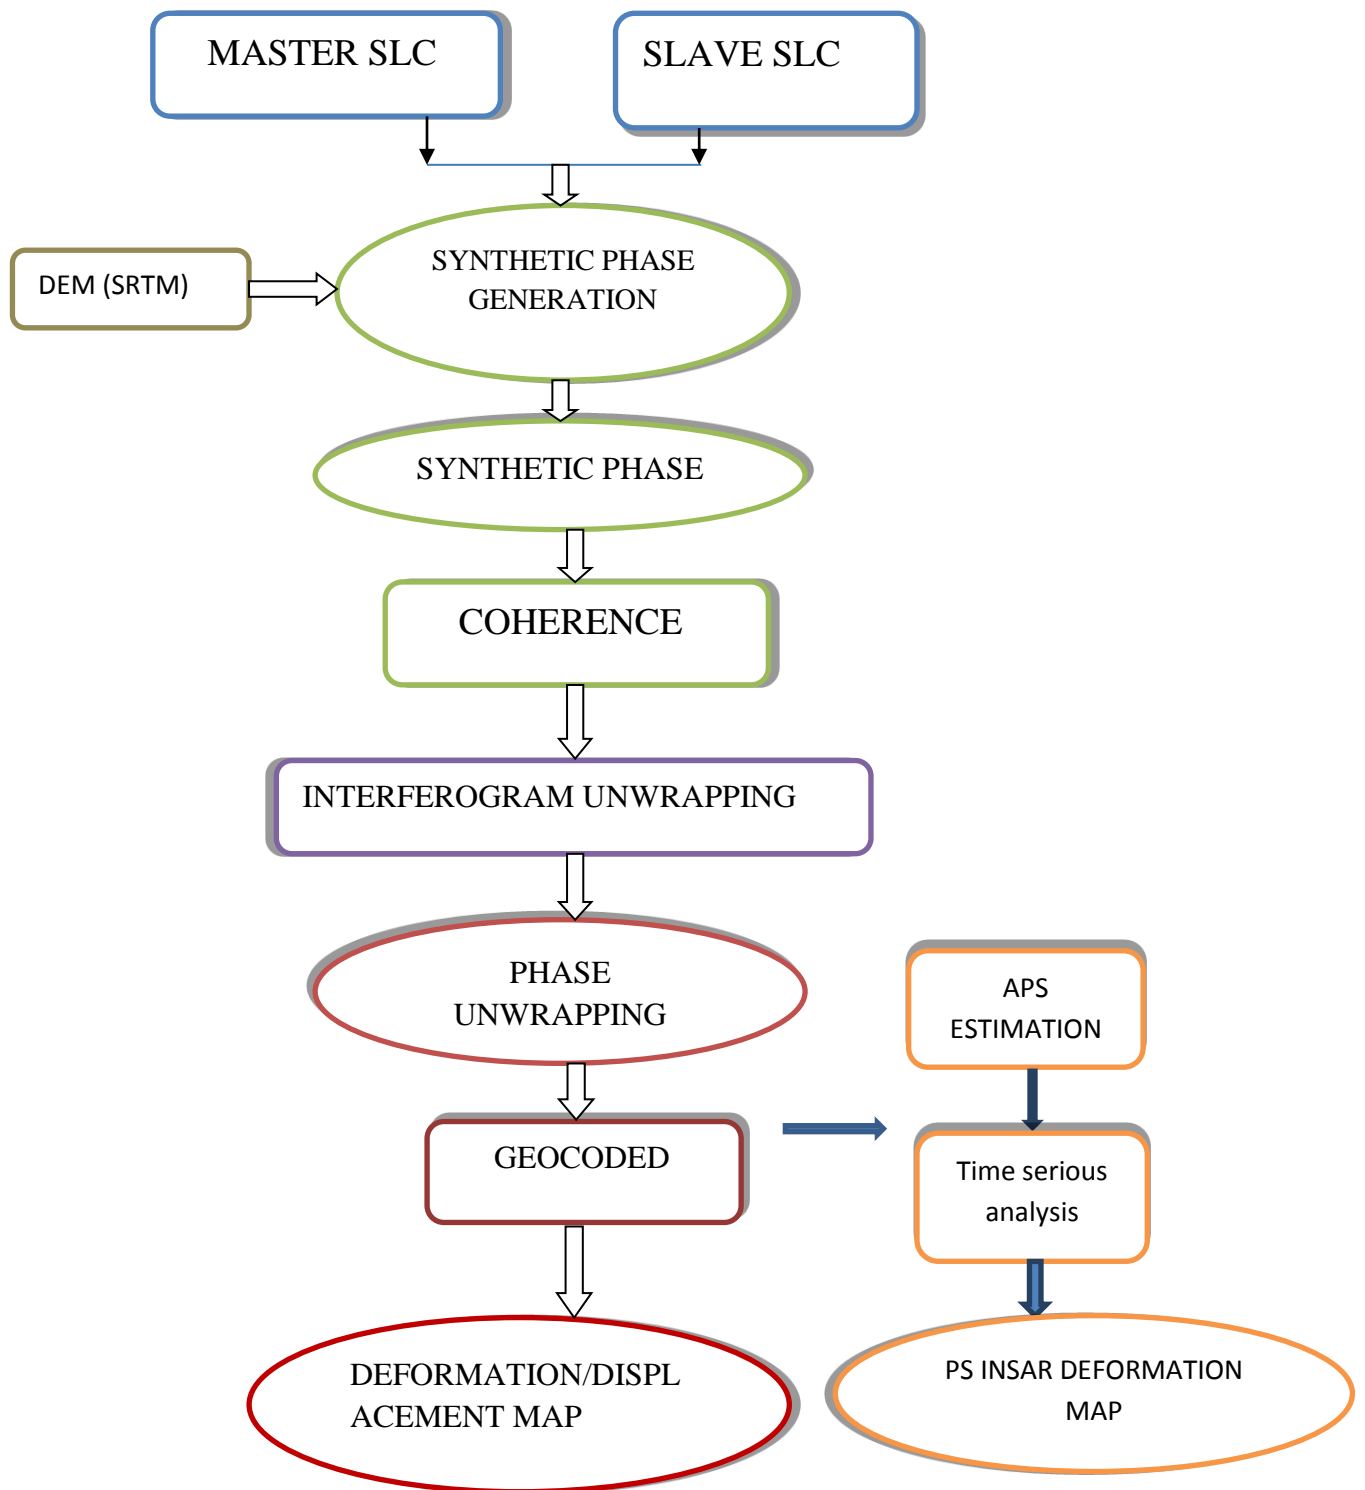 MASTER SLC
SLAVE SLC
SYNTHETIC PHASE
GENERATION
DEM (SRTM)
SYNTHETIC PHASE
COHERENCE
INTERFEROGRAM UNWRAPPING
PHASE
UNWRAPPING
APS
ESTIMATION
GEOCODED
Time serious
analysis
DEFORMATION/DISPL
ACEMENT MAP
PS INSAR DEFORMATION
MAP